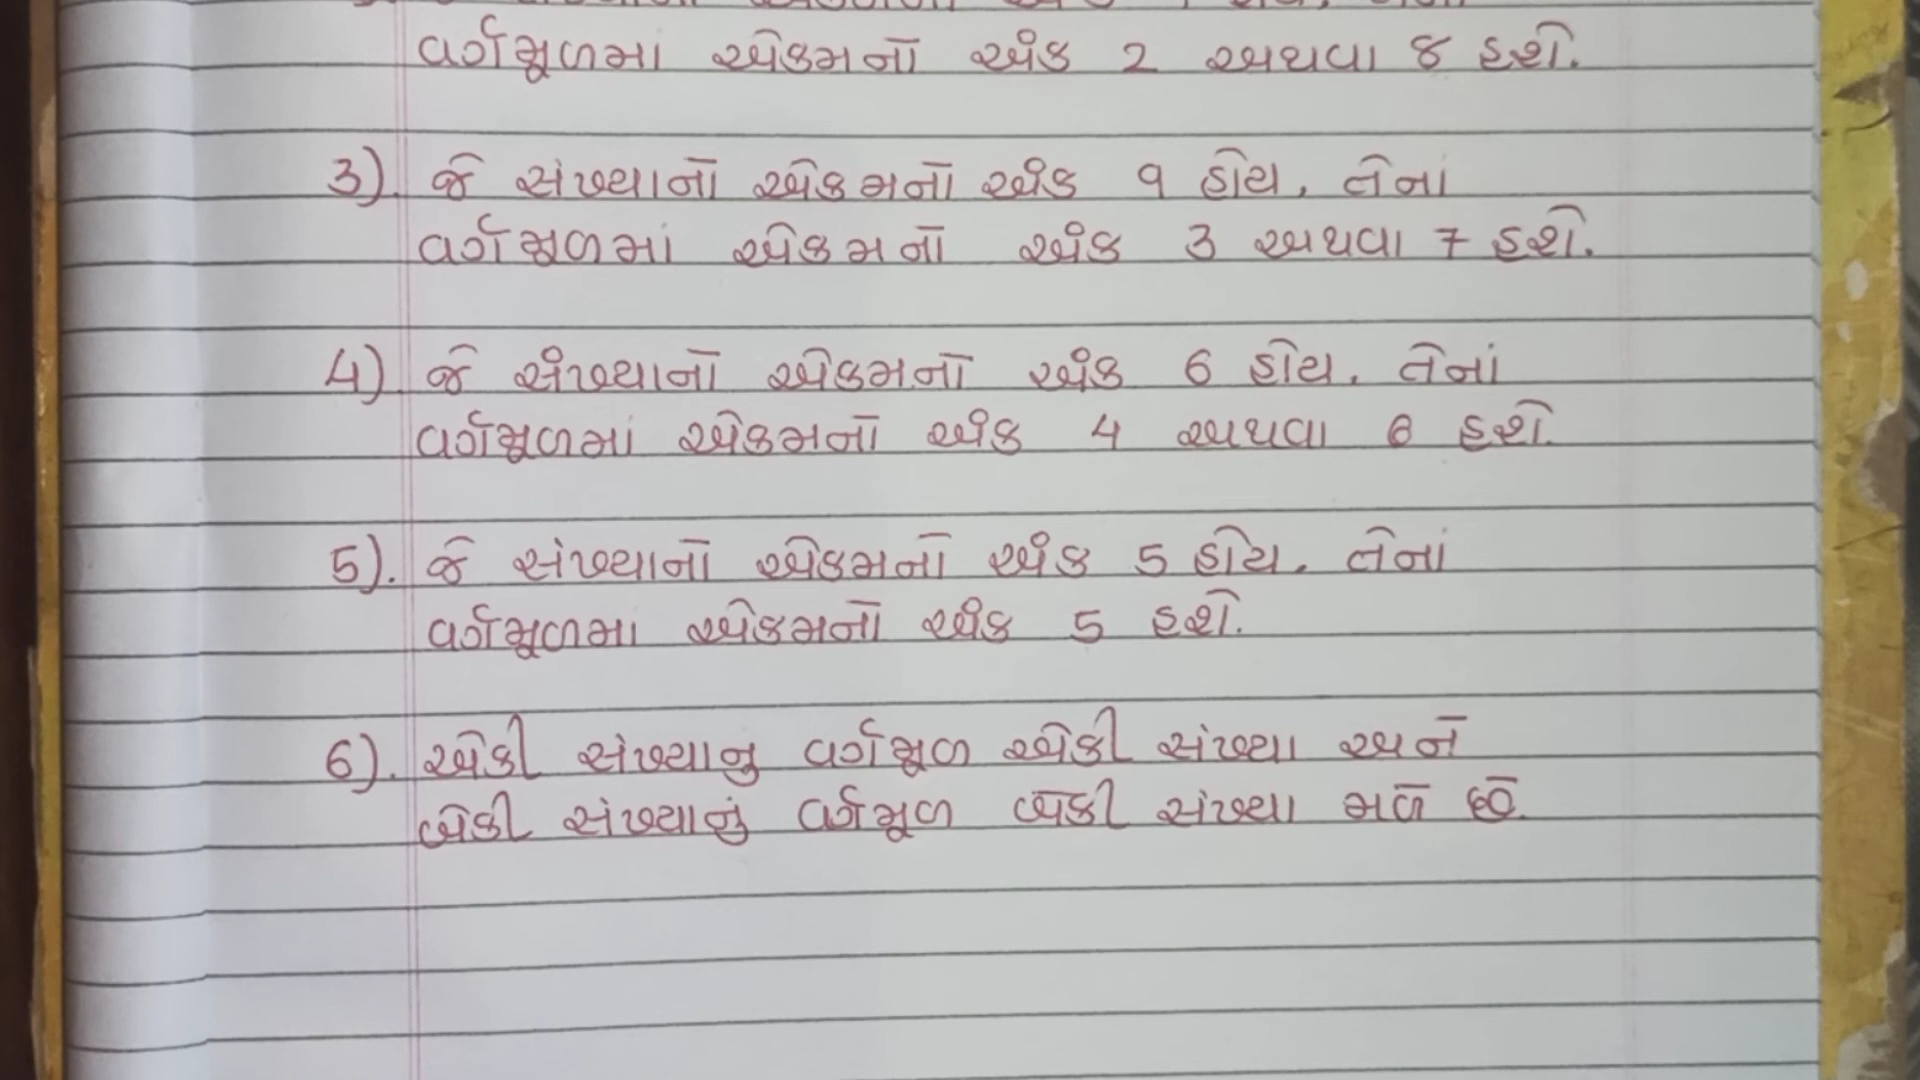 વર્ગમૂળમા એકમનો અંક 2 અથવા 8 હશે.
3). જે સંખ્યાનો એકમનો અંક 9 હોય, તેનાં
વર્ગમૂળમાં એકમનો અંક 3 અથવા 7 હશે.
4) જે સંખ્યાનો એકમનો અંક 6 હોય, તેનાં
વર્ગમૂળમાં એકમનો અંક 4 અથવા 6 હશે.
5). જે સંખ્યાનો એકમનો અંક 5 હોય, તેનાં
વર્ગમૂળમા એકમનો અંક 5 હશે.
6). એકી સંખ્યાનુ વર્ગમૂળ એકી સંખ્યા અને
બેકી સંખ્યાનું વર્ગમૂળ બેકી સંખ્યા મળે છે.